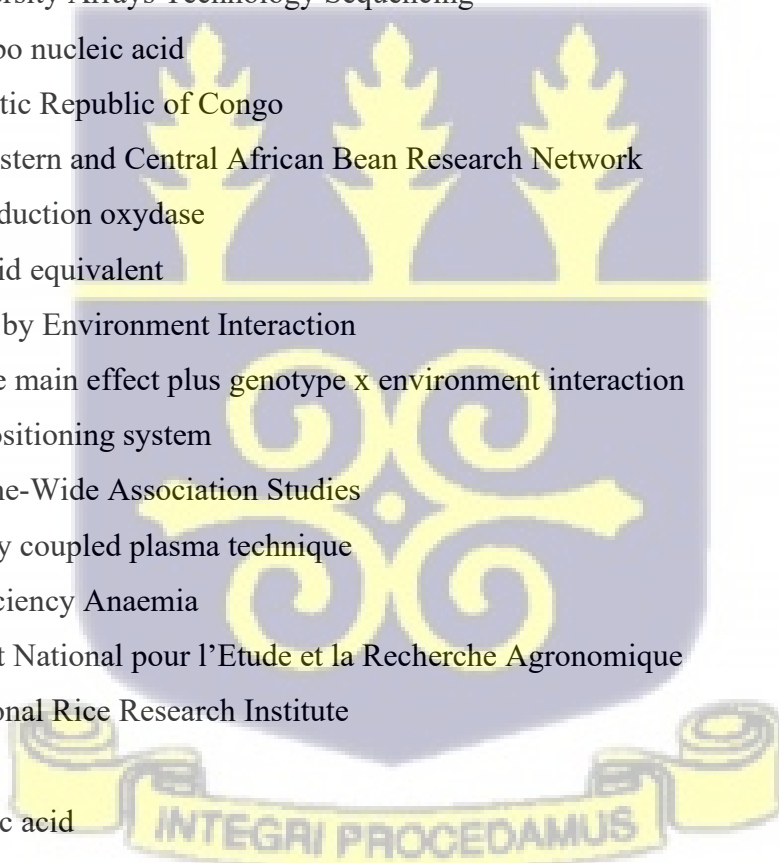 ersity Arrays Technology Sequencing
bo nucleic acid
tic Republic of Congo
stern and Central African Bean Research Network
duction oxydase
id equivalent
by Environment Interaction
e main effect plus genotype x environment interaction
ositioning system
ne-Wide Association Studies
y coupled plasma technique
ciency Anaemia
t National pour l’Etude et la Recherche Agronomique
onal Rice Research Institute
c acid
INTEGRI PROCEDAMUS